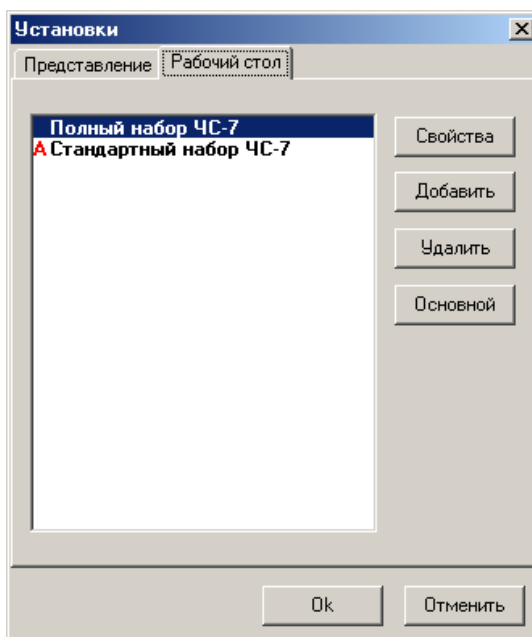 Установки
Представление Рабочий стол
Полный набор ЧС-7
А Стандартный набор ЧС-7
Свойства
Добавить
Удалить
Основной
Ok
Отменить